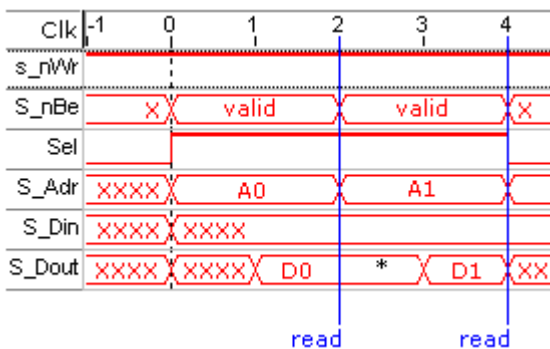 Clk -1 0 1 2 3 4
s_nWr
S_nBe X valid valid X
Sel
S_Adr XXXX A0 A1
S_Din XXXX XXXX
S_Dout XXXX XXXX D0 * D1 XX
read read